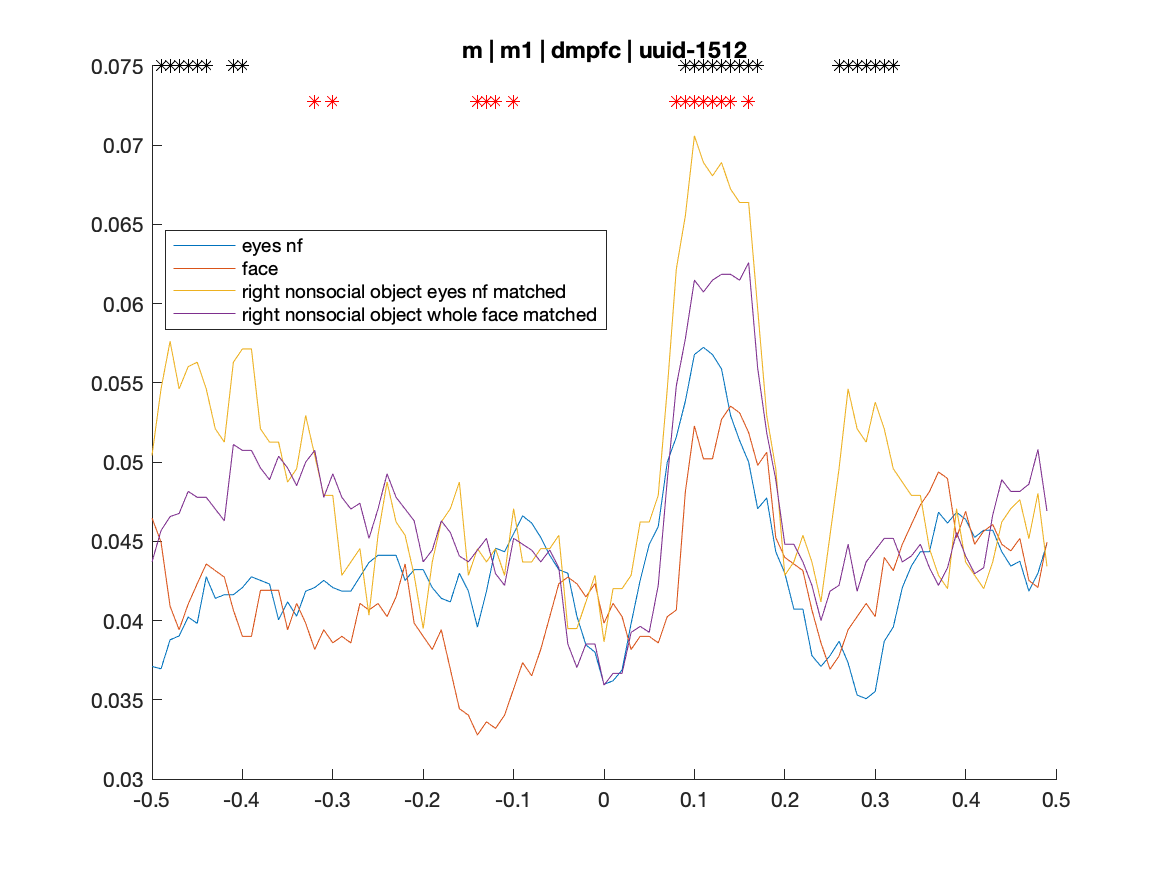 m | m1 | dmpfc | uuid-1512
0.075
0.07
0.065
0.06
0.055
0.05
0.045
0.04
0.035
0.03
eyes nf
face
right nonsocial object eyes nf matched
right nonsocial object whole face matched
-0.5 -0.4 -0.3 -0.2 -0.1 0 0.1 0.2 0.3 0.4 0.5